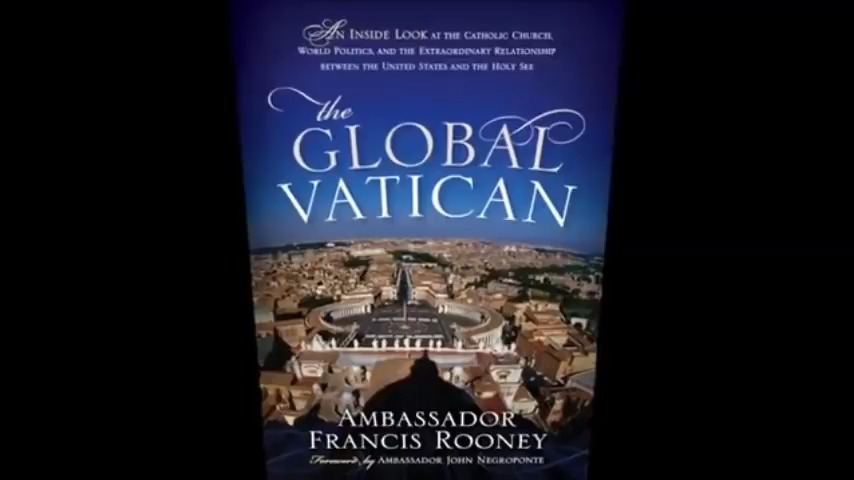 An Inside Look at the Catholic Church,
World Politics, and the Extraordinary Relationship
between the United States and the Holy See
the
GLOBAL
VATICAN
Ambassador
Francis Rooney
Foreword by Ambassador John Negroponte